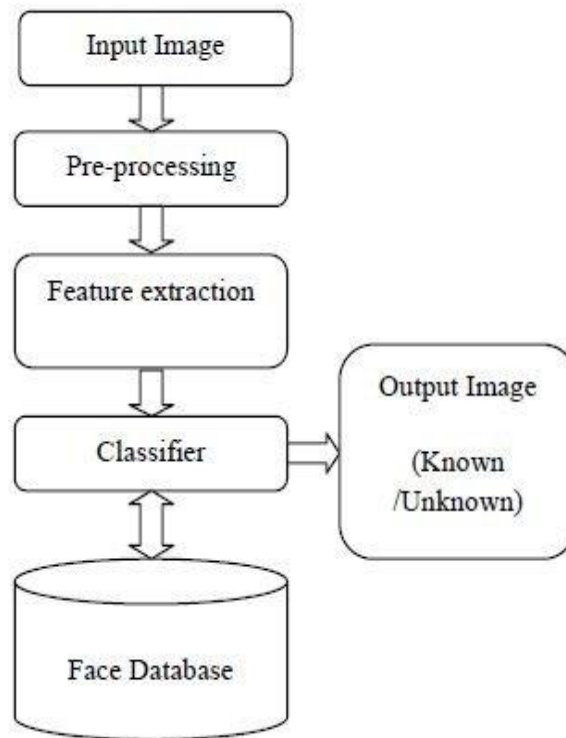 Input Image
Pre-processing
Feature extraction
Classifier
Output Image
(Known
/Unknown)
Face Database